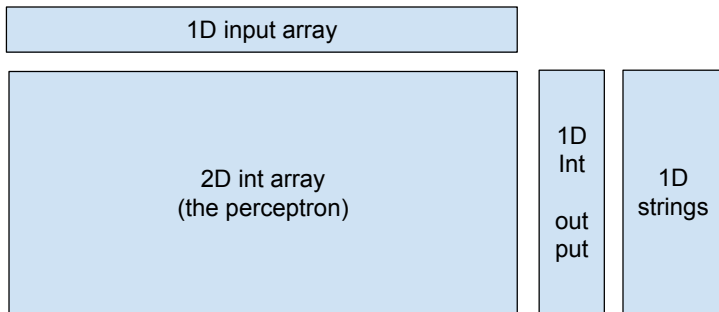 1D input array
2D int array
(the perceptron)
1D
Int
out
put
1D
strings